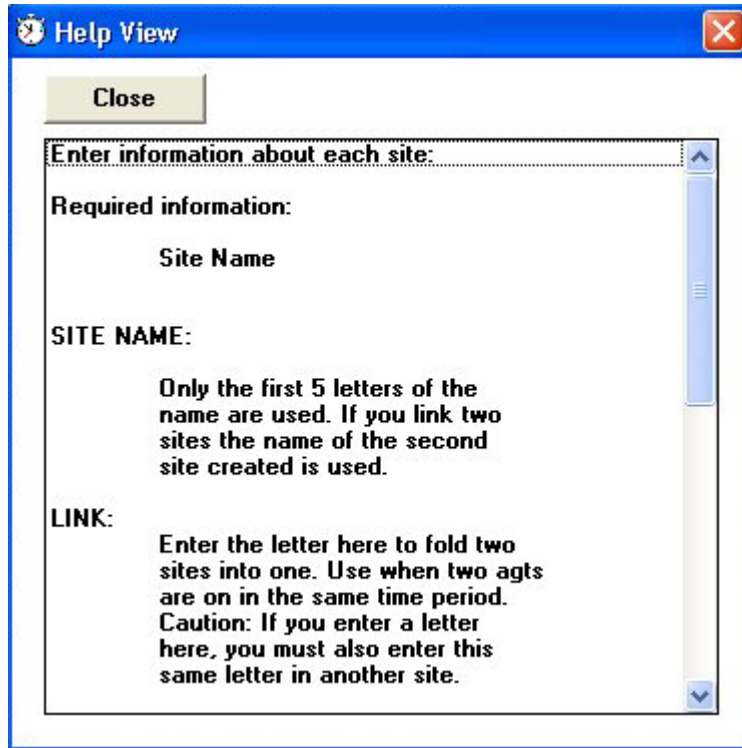 Help View
Close
Enter information about each site:
Required information:
Site Name
SITE NAME:
Only the first 5 letters of the
name are used. If you link two
sites the name of the second
site created is used.
LINK:
Enter the letter here to fold two
sites into one. Use when two agts
are on in the same time period.
Caution: If you enter a letter
here, you must also enter this
same letter in another site.